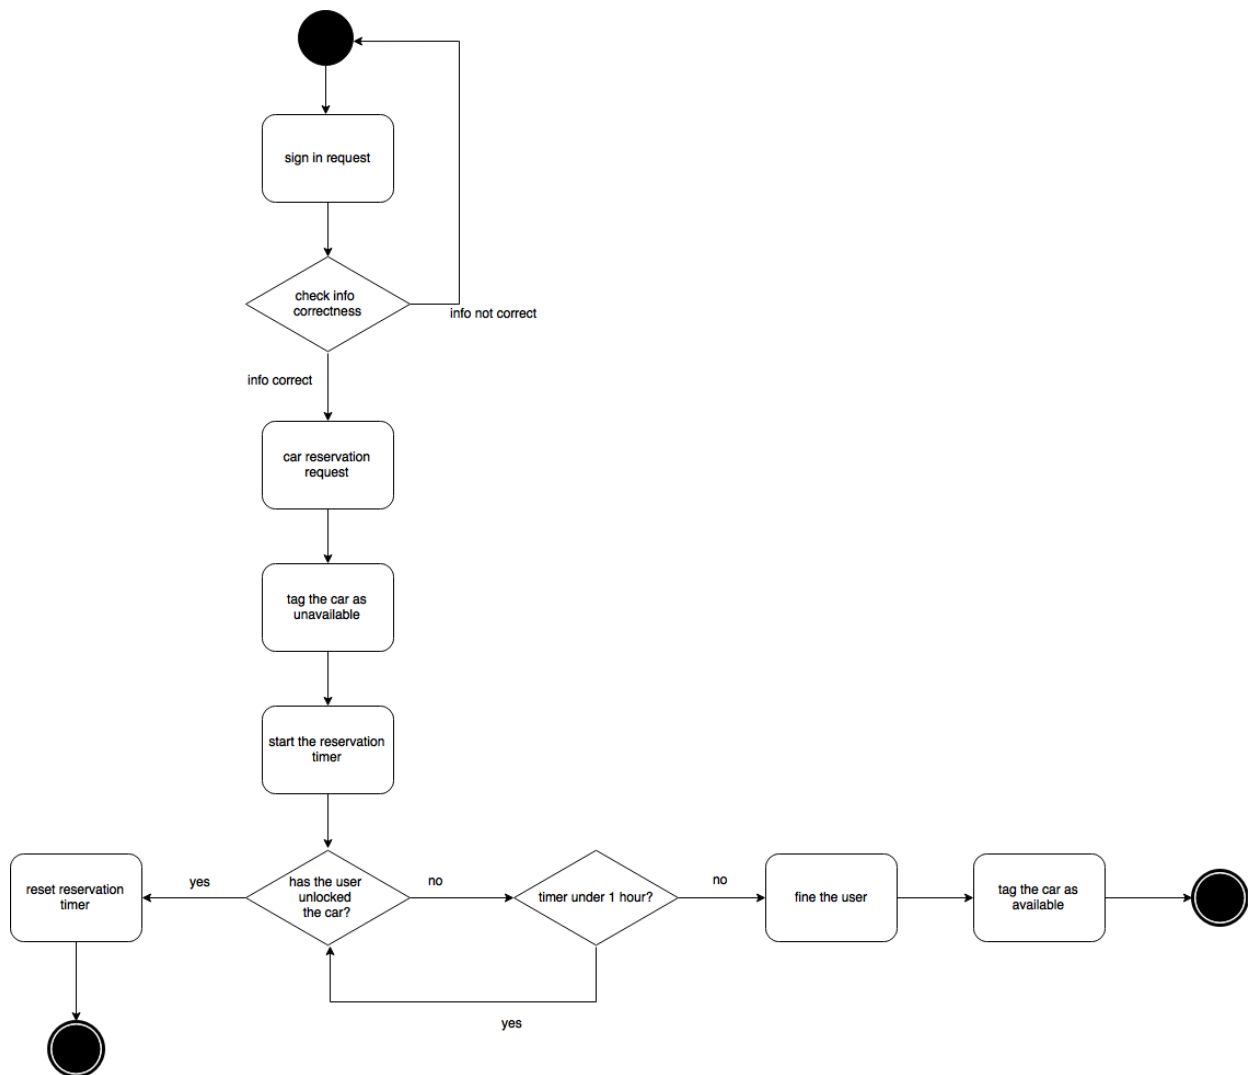 sign in request
check info
correctness
info not correct
info correct
car reservation
request
tag the car as
unavailable
start the reservation
timer
reset reservation
timer
yes
has the user
unlocked
the car?
no
timer under 1 hour?
no
fine the user
tag the car as
available
yes